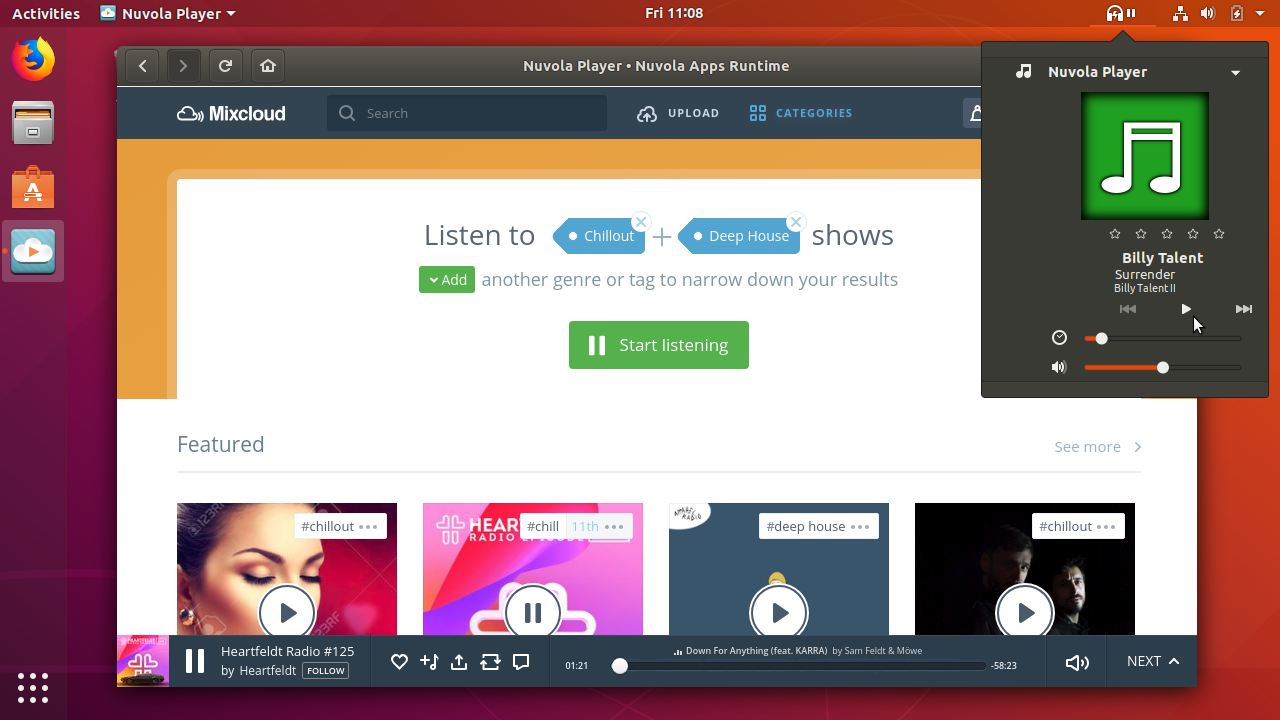 Activities
Nuvola Player
Fri 11:08
Nuvola Player • Nuvola Apps Runtime
Mixcloud
Search
UPLOAD
CATEGORIES
Listen to Chillout + Deep House shows
Add another genre or tag to narrow down your results
Start listening
Nuvola Player
Billy Talent
Surrender
Billy Talent II
Featured
See more
#chillout
#chill 11th
#deep house
#chillout
Heartfeldt Radio #125
by Heartfeldt FOLLOW
01:21
Down For Anything (feat. KARRA) by Sam Feldt & Möwe
-58:23
NEXT